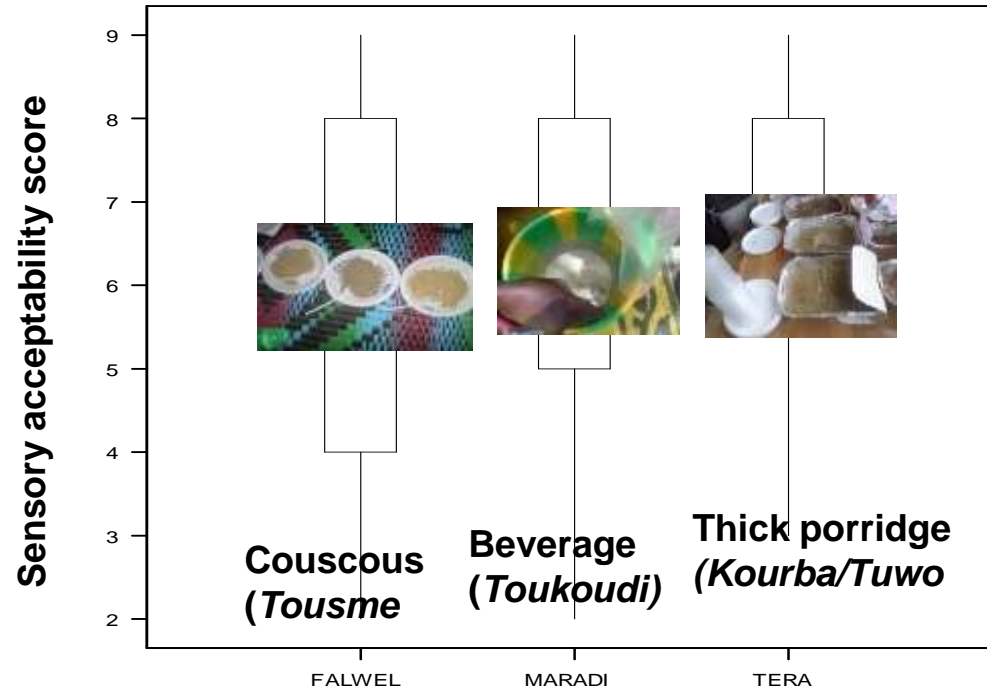 Sensory acceptability score
9
8
7
6
5
4
3
2
Couscous
(Tousme
Beverage
(Toukoudi)
Thick porridge
(Kourba/Tuwo
FALWEL
MARADI
TERA